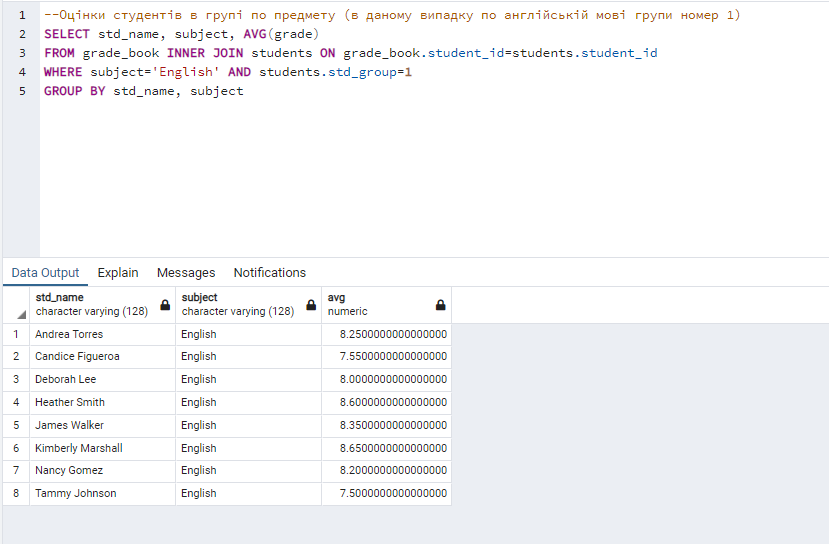 1 --Оцінки студентів в групі по предмету (в даному випадку по англійській мові групи номер 1)
2 SELECT std_name, subject, AVG(grade)
3 FROM grade_book INNER JOIN students ON grade_book.student_id=students.student_id
4 WHERE subject='English' AND students.std_group=1
5 GROUP BY std_name, subject
Data Output Explain Messages Notifications
std_name subject avg
character varying (128) character varying (128) numeric
1 Andrea Torres English 8.2500000000000000
2 Candice Figueroa English 7.5500000000000000
3 Deborah Lee English 8.0000000000000000
4 Heather Smith English 8.6000000000000000
5 James Walker English 8.3500000000000000
6 Kimberly Marshall English 8.6500000000000000
7 Nancy Gomez English 8.2000000000000000
8 Tammy Johnson English 7.5000000000000000